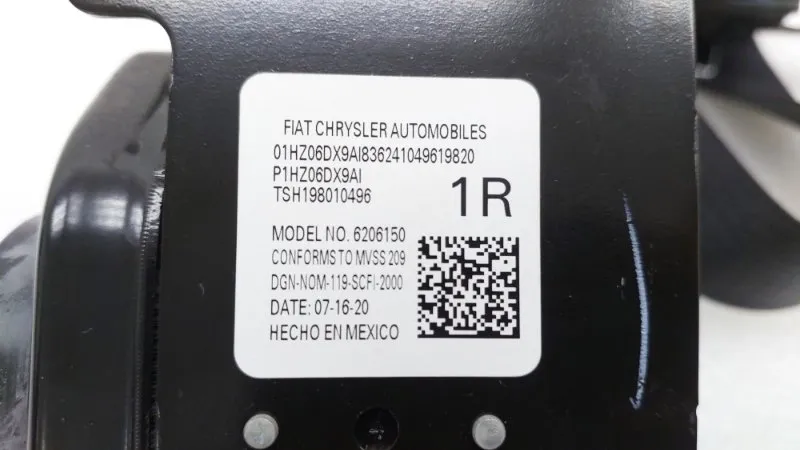 FIAT CHRYSLER AUTOMOBILES
01HZ06DX9AI836241049619820
P1HZ06DX9AI
TSH198010496
1R
MODEL NO. 6206150
CONFORMS TO MVSS 209
DGN-NOM-119-SCFI-2000
DATE: 07-16-20
HECHO EN MEXICO